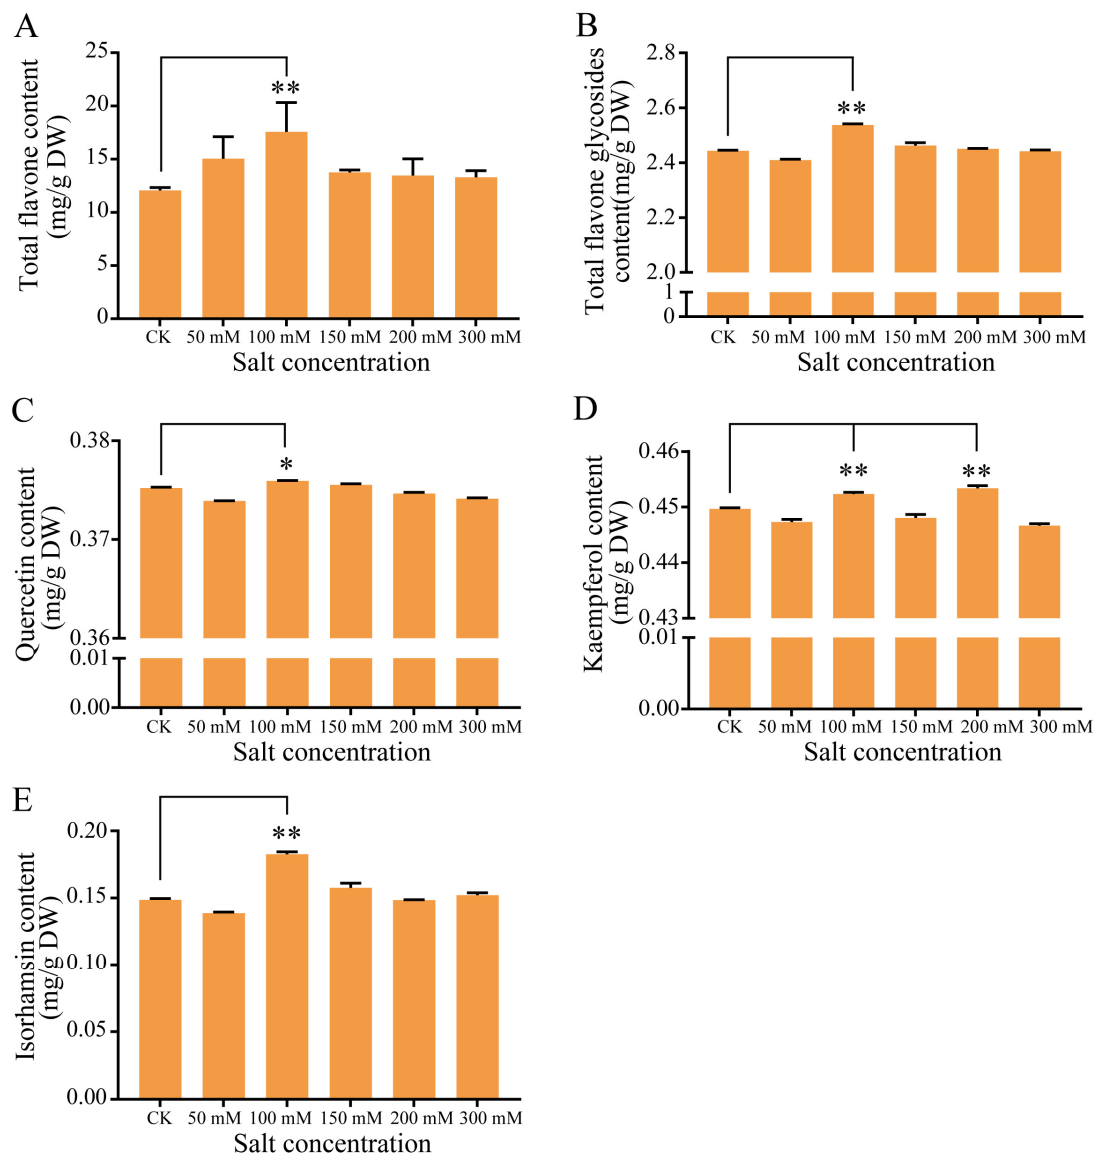 A
Total flavone content
(mg/g DW)
25
20
15
10
5
0
**
CK 50 mM 100 mM 150 mM 200 mM 300 mM
Salt concentration
B
Total flavone glycosides
content(mg/g DW)
2.8
2.6
2.4
2.2
2.0
1
0
**
CK 50 mM 100 mM 150 mM 200 mM 300 mM
Salt concentration
C
Quercetin content
(mg/g DW)
0.38
0.37
0.36
0.01
0.00
*
CK 50 mM 100 mM 150 mM 200 mM 300 mM
Salt concentration
D
Kaempferol content
(mg/g DW)
0.46
0.45
0.44
0.43
0.01
0.00
** **
CK 50 mM 100 mM 150 mM 200 mM 300 mM
Salt concentration
E
Isorhamsin content
(mg/g DW)
0.20
0.15
0.10
0.05
0.00
**
CK 50 mM 100 mM 150 mM 200 mM 300 mM
Salt concentration